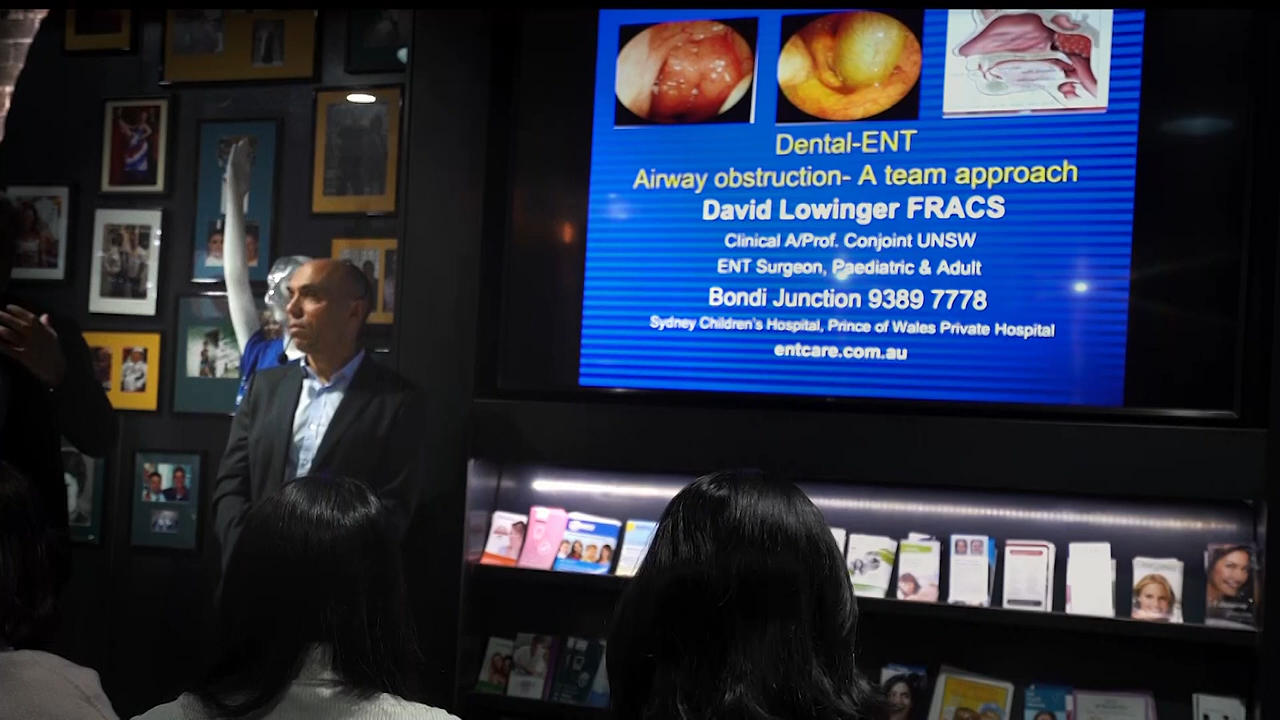 Dental-ENT
Airway obstruction- A team approach
David Lowinger FRACS
Clinical A/Prof. Conjoint UNSW
ENT Surgeon, Paediatric & Adult
Bondi Junction 9389 7778
Sydney Children's Hospital, Prince of Wales Private Hospital
entcare.com.au